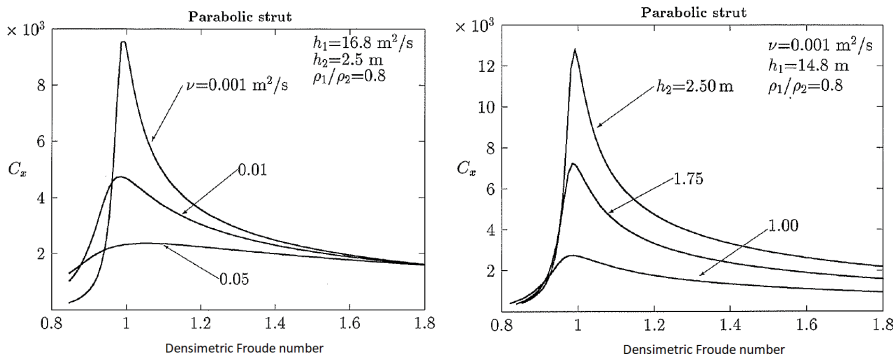 Parabolic strut
× 10³
h₁=16.8 m²/s
h₂=2.5 m
ρ₁/ρ₂=0.8
ν=0.001 m²/s
0.01
0.05
8
6
4
2
Cₓ
1
1.2
1.4
1.6
1.8
Densimetric Froude number
Parabolic strut
× 10³
ν=0.001 m²/s
h₁=14.8 m
ρ₁/ρ₂=0.8
h₂=2.50 m
1.75
1.00
12
10
8
6
4
2
Cₓ
0.8
1
1.2
1.4
1.6
1.8
Densimetric Froude number